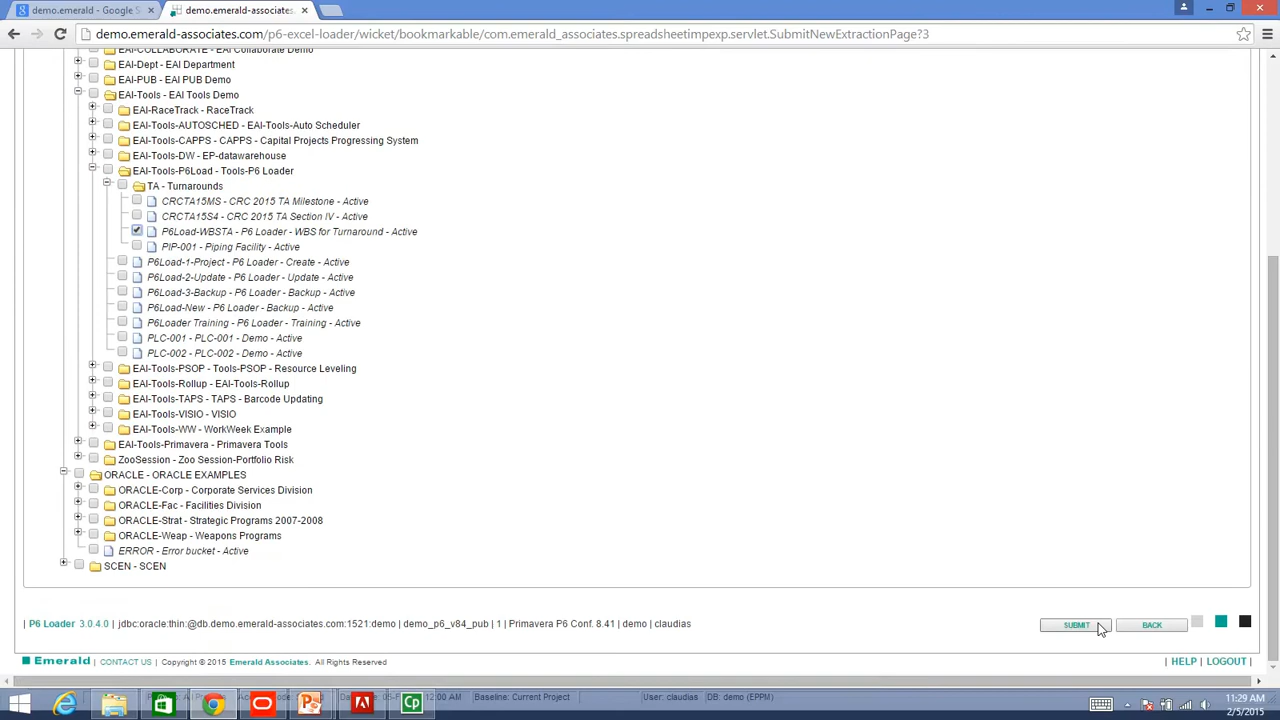 demo.emerald - Google S
demo.emerald-associates.
demo.emerald-associates.com/p6-excel-loader/wicket/bookmarkable/com.emerald_associates.spreadsheetimpexp.servlet.SubmitNewExtractionPage?3
EAI-COLLABORATE - EAI Collaborate Demo
EAI-Dept - EAI Department
EAI-PUB - EAI PUB Demo
EAI-Tools - EAI Tools Demo
EAI-RaceTrack - RaceTrack
EAI-Tools-AUTOSCHED - EAI-Tools-Auto Scheduler
EAI-Tools-CAPPS - CAPPS - Capital Projects Progressing System
EAI-Tools-DW - EP-datawarehouse
EAI-Tools-P6Load - Tools-P6 Loader
TA - Turnarounds
CRCTA15MS - CRC 2015 TA Milestone - Active
CRCTA15S4 - CRC 2015 TA Section IV - Active
P6Load-WBSTA - P6 Loader - WBS for Turnaround - Active
PIP-001 - Piping Facility - Active
P6Load-1-Project - P6 Loader - Create - Active
P6Load-2-Update - P6 Loader - Update - Active
P6Load-3-Backup - P6 Loader - Backup - Active
P6Load-New - P6 Loader - Backup - Active
P6Loader Training - P6 Loader - Training - Active
PLC-001 - PLC-001 - Demo - Active
PLC-002 - PLC-002 - Demo - Active
EAI-Tools-PSOP - Tools-PSOP - Resource Leveling
EAI-Tools-Rollup - EAI-Tools-Rollup
EAI-Tools-TAPS - TAPS - Barcode Updating
EAI-Tools-VISIO - VISIO
EAI-Tools-WW - WorkWeek Example
EAI-Tools-Primavera - Primavera Tools
ZooSession - Zoo Session-Portfolio Risk
ORACLE - ORACLE EXAMPLES
ORACLE-Corp - Corporate Services Division
ORACLE-Fac - Facilities Division
ORACLE-Strat - Strategic Programs 2007-2008
ORACLE-Weap - Weapons Programs
ERROR - Error bucket - Active
SCEN - SCEN
| P6 Loader 3.0.4.0 | jdbc:oracle:thin:@db.demo.emerald-associates.com:1521:demo | demo_p6_v84_pub | 1 | Primavera P6 Conf. 8.41 | demo | claudias
SUBMIT
BACK
Emerald | CONTACT US | Copyright © 2015 Emerald Associates. All Rights Reserved
| HELP | LOGOUT |
12:00 AM
Baseline: Current Project
User: claudias
DB: demo (EPPM)
11:29 AM
2/5/2015